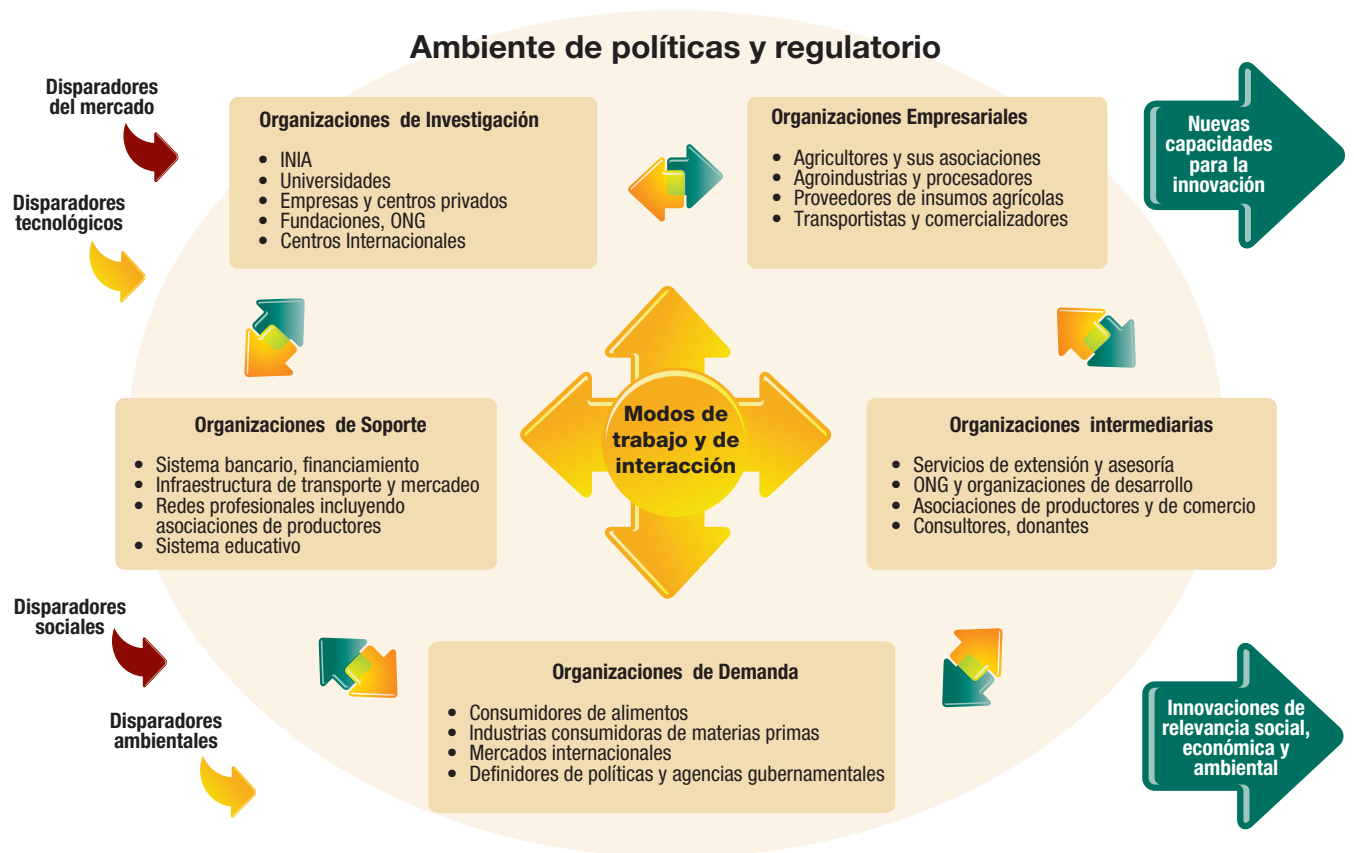 Ambiente de políticas y regulatorio
Disparadores
del mercado
Disparadores
tecnológicos
Organizaciones de Investigación
• INIA
• Universidades
• Empresas y centros privados
• Fundaciones, ONG
• Centros Internacionales
Organizaciones Empresariales
• Agricultores y sus asociaciones
• Agroindustrias y procesadores
• Proveedores de insumos agrícolas
• Transportistas y comercializadores
Nuevas
capacidades
para la
innovación
Organizaciones de Soporte
• Sistema bancario, financiamiento
• Infraestructura de transporte y mercadeo
• Redes profesionales incluyendo
asociaciones de productores
• Sistema educativo
Modos de
trabajo y de
interacción
Organizaciones intermediarias
• Servicios de extensión y asesoría
• ONG y organizaciones de desarrollo
• Asociaciones de productores y de comercio
• Consultores, donantes
Disparadores
sociales
Disparadores
ambientales
Organizaciones de Demanda
• Consumidores de alimentos
• Industrias consumidoras de materias primas
• Mercados internacionales
• Definidores de políticas y agencias gubernamentales
Innovaciones de
relevancia social,
económica y
ambiental